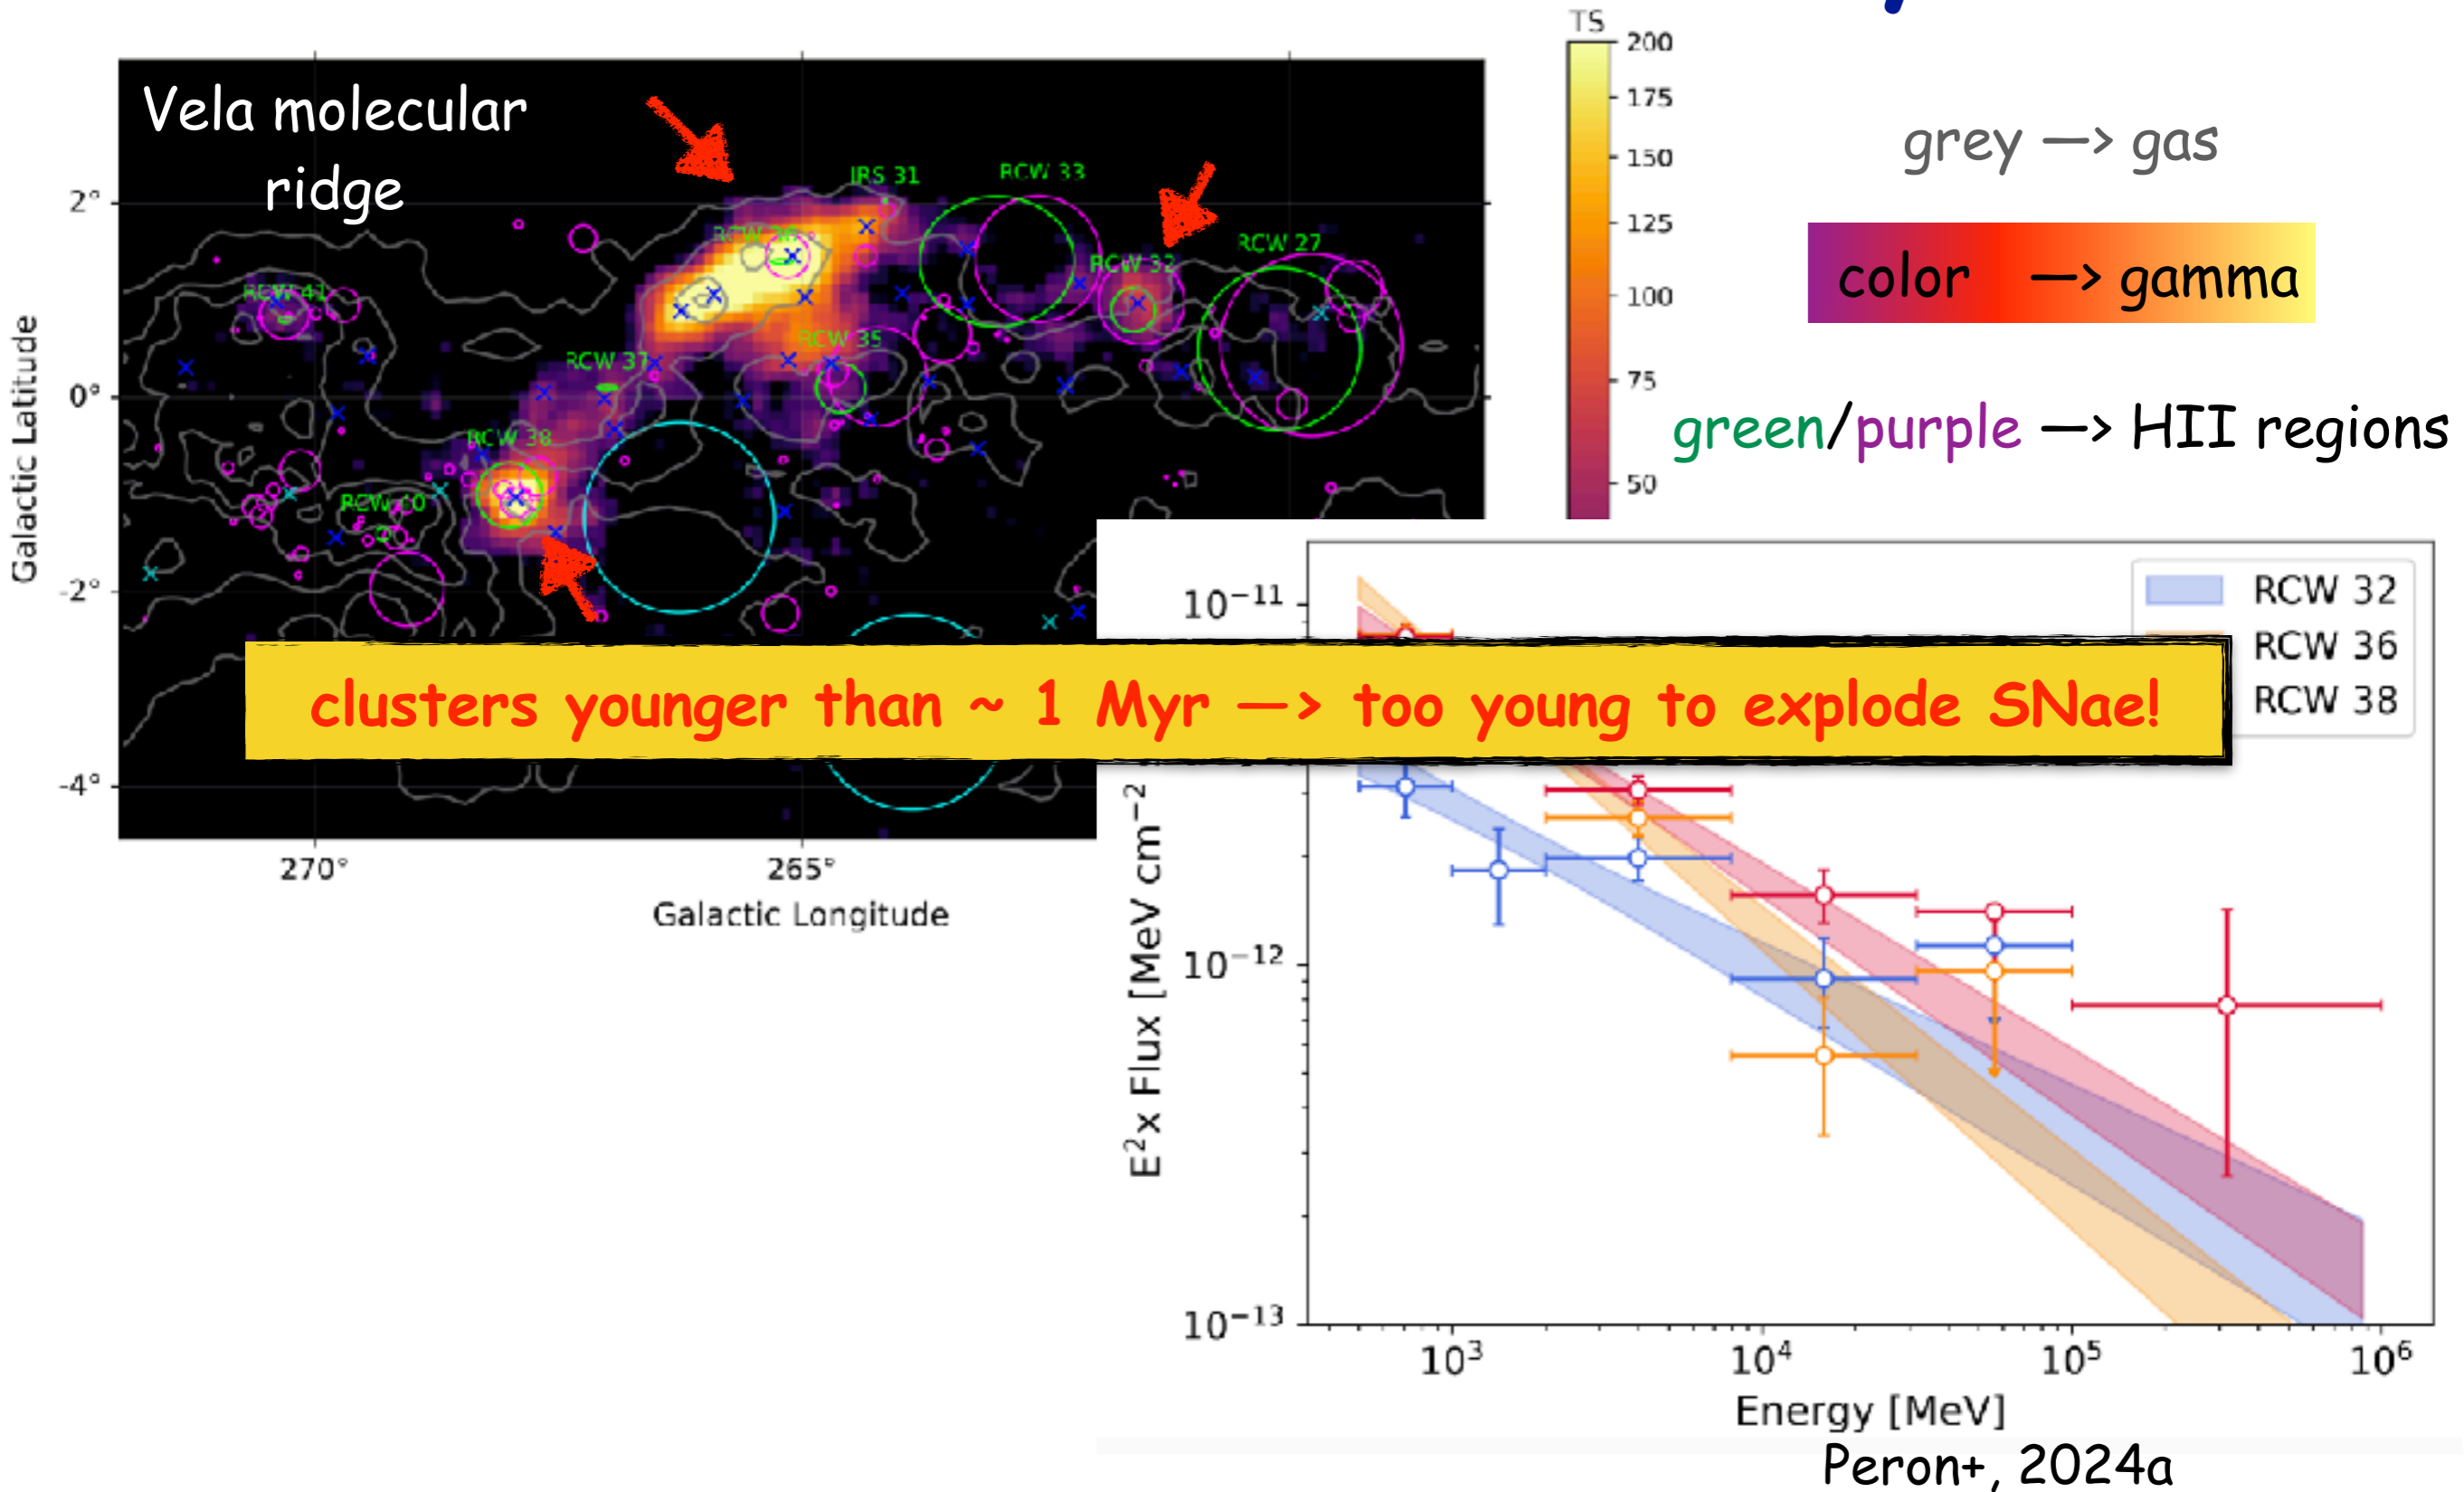 Vela molecular
ridge
IRS 31
RCW 33
RCW 36
RCW 32
RCW 27
RCW 41
RCW 35
RCW 37
RCW 38
RCW 40
2°
0°
-2°
-4°
Galactic Latitude
270°
265°
Galactic Longitude
TS
200
175
150
125
100
75
50
grey —> gas
color —> gamma
green/purple —> HII regions
clusters younger than ~ 1 Myr —> too young to explode SNae!
RCW 32
RCW 36
RCW 38
10⁻¹¹
10⁻¹²
10⁻¹³
E²x Flux [MeV cm⁻²
10³
10⁴
10⁵
10⁶
Energy [MeV]
Peron+, 2024a